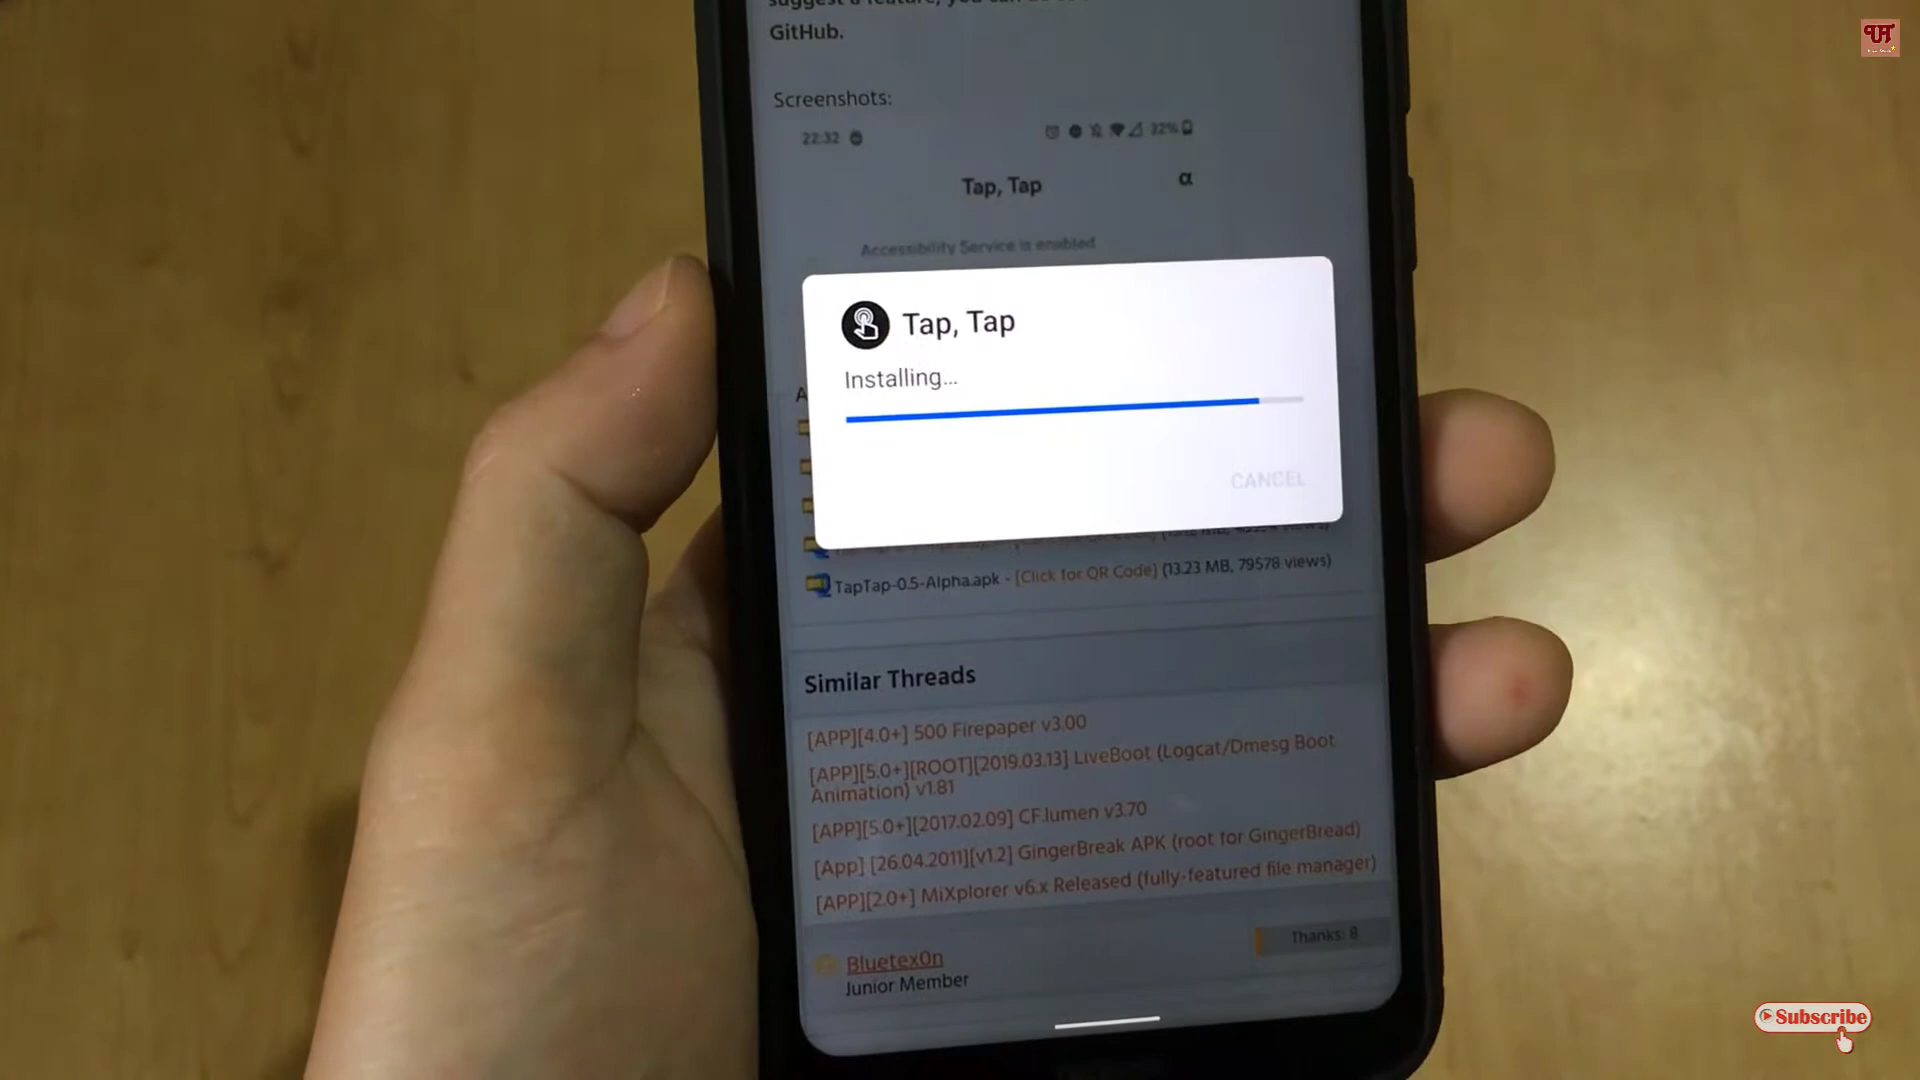 GitHub.
Screenshots:
22:32
32%
Tap, Tap
α
Accessibility Service is enabled
Tap, Tap
Installing...
CANCEL
TapTap-0.5-Alpha.apk - [Click for QR Code] (13.23 MB, 79578 views)
Similar Threads
[APP][4.0+] 500 Firepaper v3.00
[APP][5.0+][ROOT][2019.03.13] LiveBoot (Logcat/Dmesg Boot
Animation) v1.81
[APP][5.0+][2017.02.09] CF.lumen v3.70
[App] [26.04.2011][v1.2] GingerBreak APK (root for GingerBread)
[APP][2.0+] MiXplorer v6.x Released (fully-featured file manager)
Thanks: 8
Bluetex0n
Junior Member
Subscribe